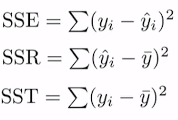 SSE = ∑(yᵢ − ŷᵢ)²
SSR = ∑(ŷᵢ − ȳ)²
SST = ∑(yᵢ − ȳ)²